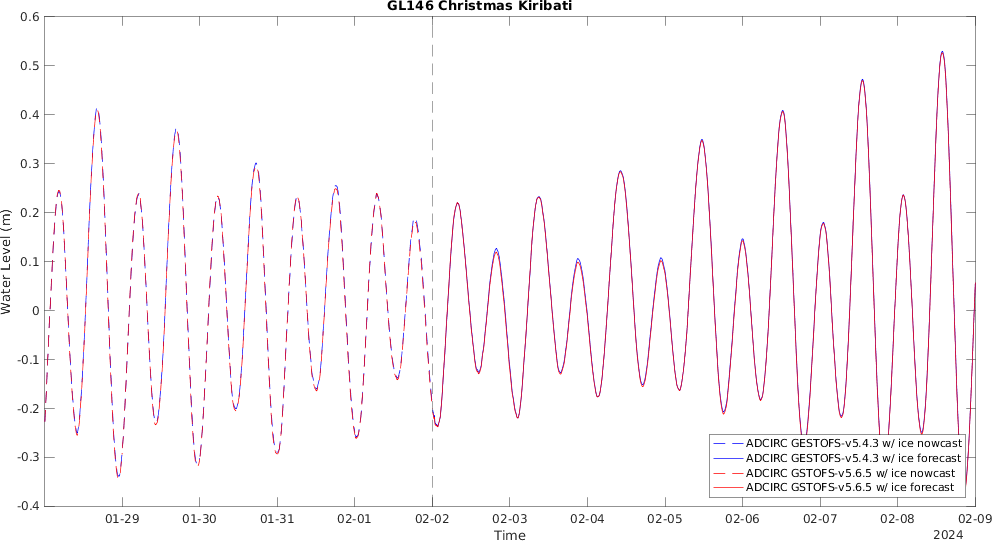 GL146 Christmas Kiribati
0.6
0.5
0.4
0.3
0.2
0.1
0
-0.1
-0.2
-0.3
-0.4
Water Level (m)
ADCIRC GESTOFS-v5.4.3 w/ ice nowcast
ADCIRC GESTOFS-v5.4.3 w/ ice forecast
ADCIRC GSTOFS-v5.6.5 w/ ice nowcast
ADCIRC GSTOFS-v5.6.5 w/ ice forecast
01-29 01-30 01-31 02-01 02-02 02-03 02-04 02-05 02-06 02-07 02-08 02-09
Time
2024